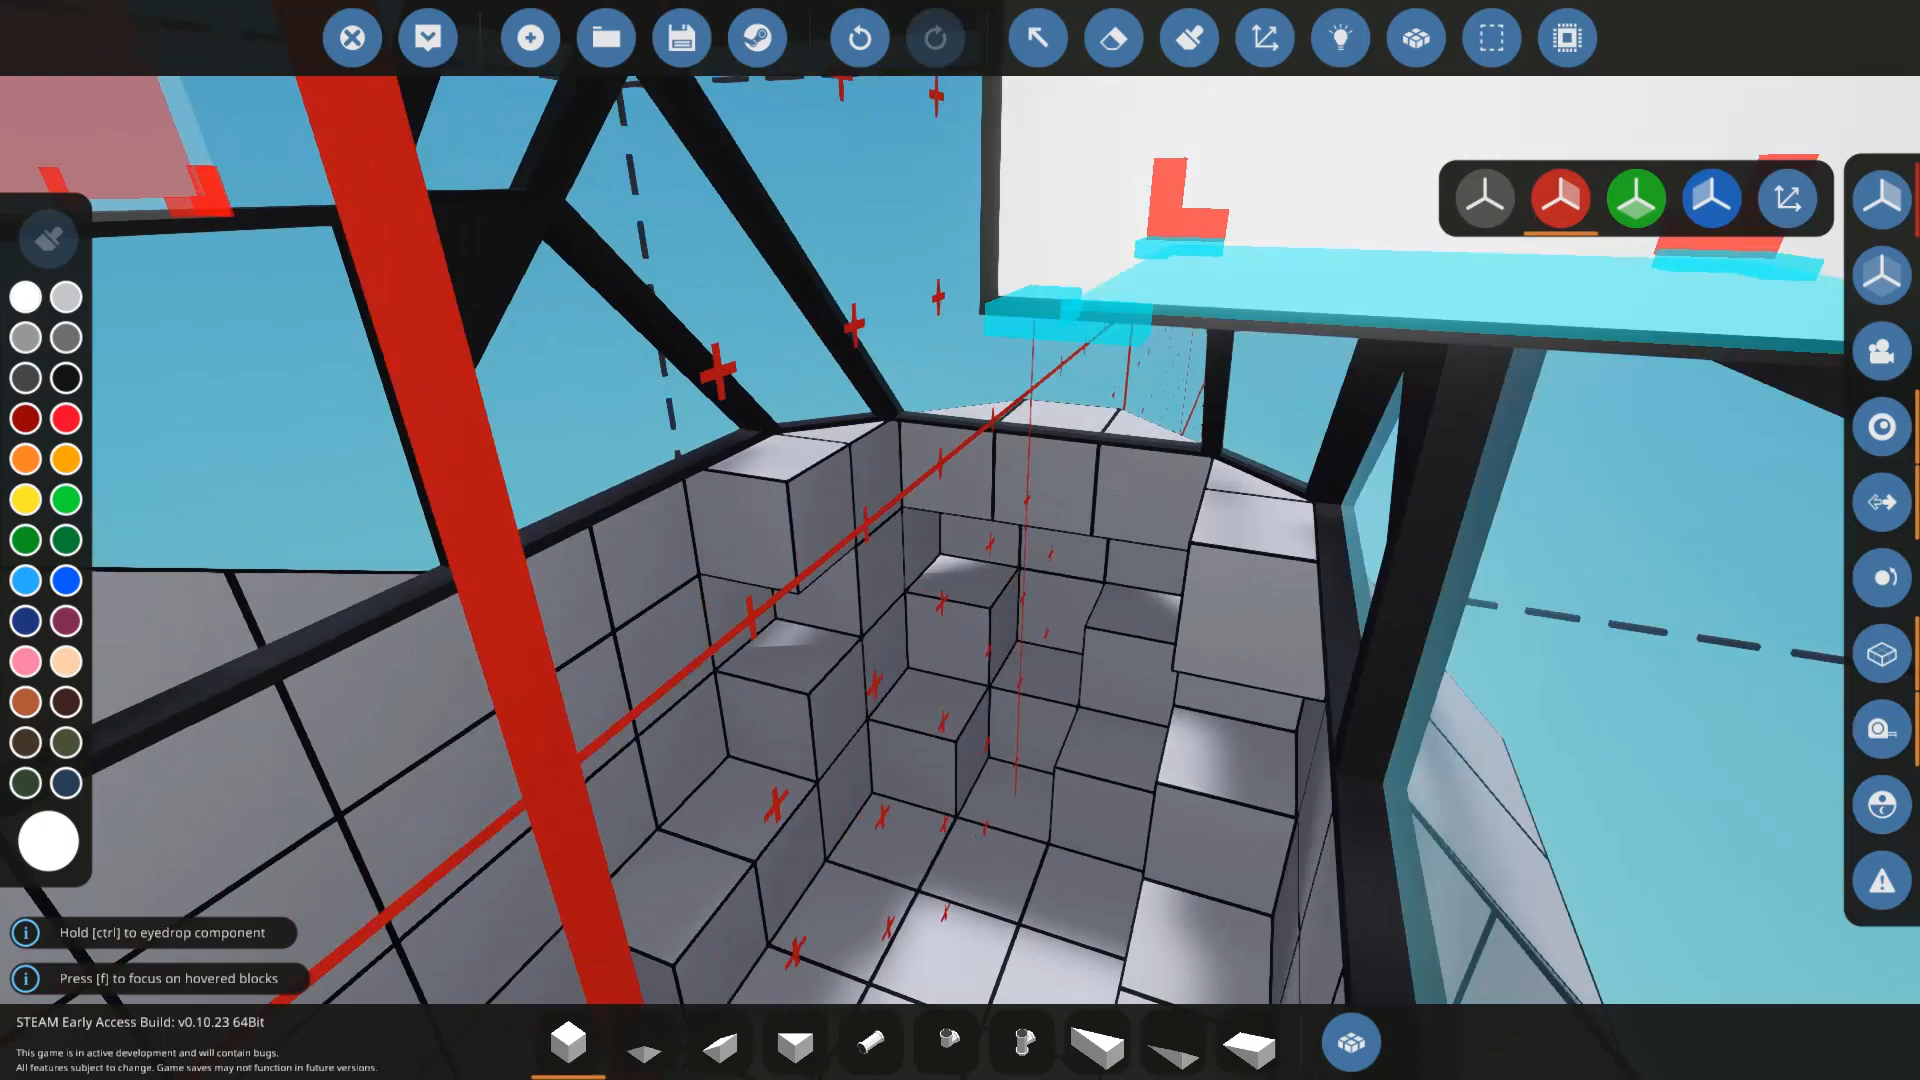 Hold [ctrl] to eyedrop component
Press [f] to focus on hovered blocks
STEAM Early Access Build: v0.10.23 64Bit
This game is in active development and will contain bugs.
All features subject to change. Game saves may not function in future versions.